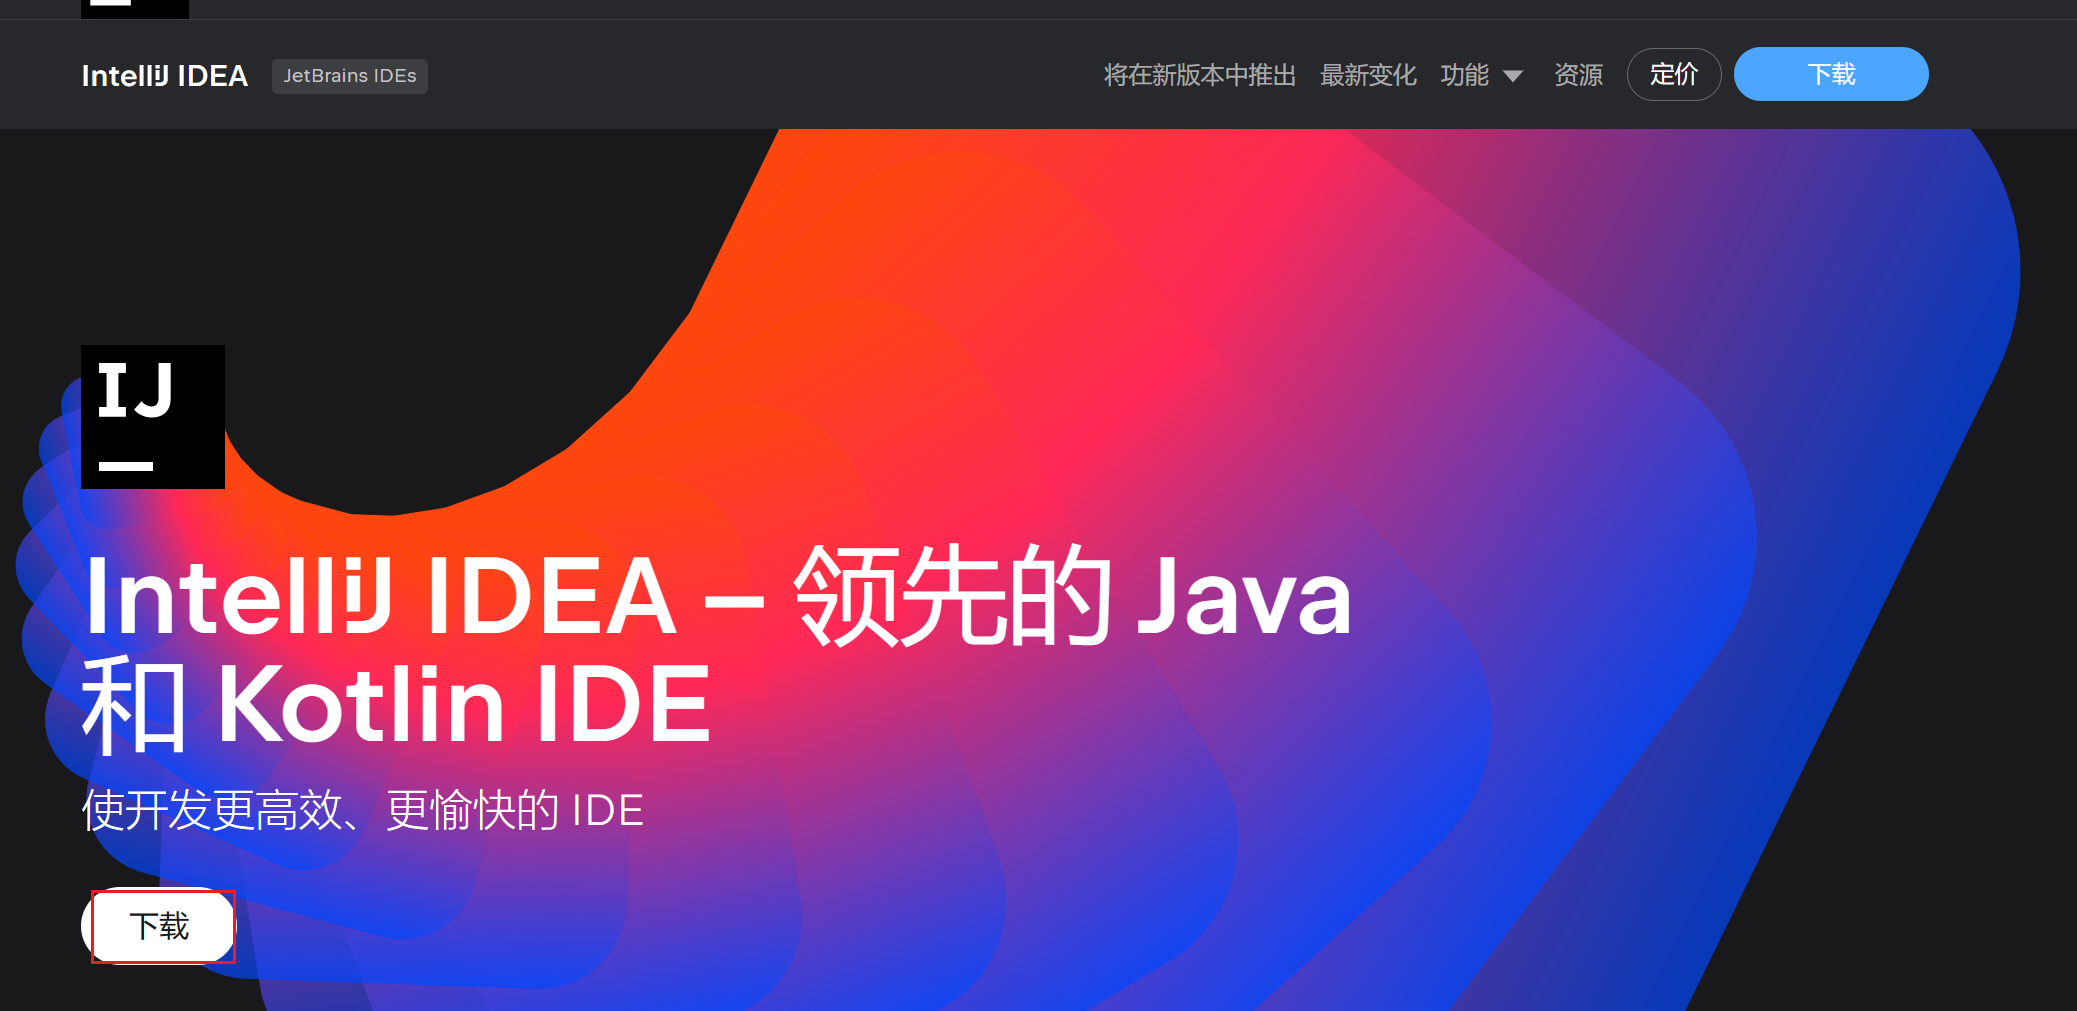 IntelliJ IDEA JetBrains IDEs 将在新版本中推出 最新变化 功能 资源 定价 下载
IJ
IntelliJ IDEA – 领先的 Java
和 Kotlin IDE
使开发更高效、更愉快的 IDE
下载